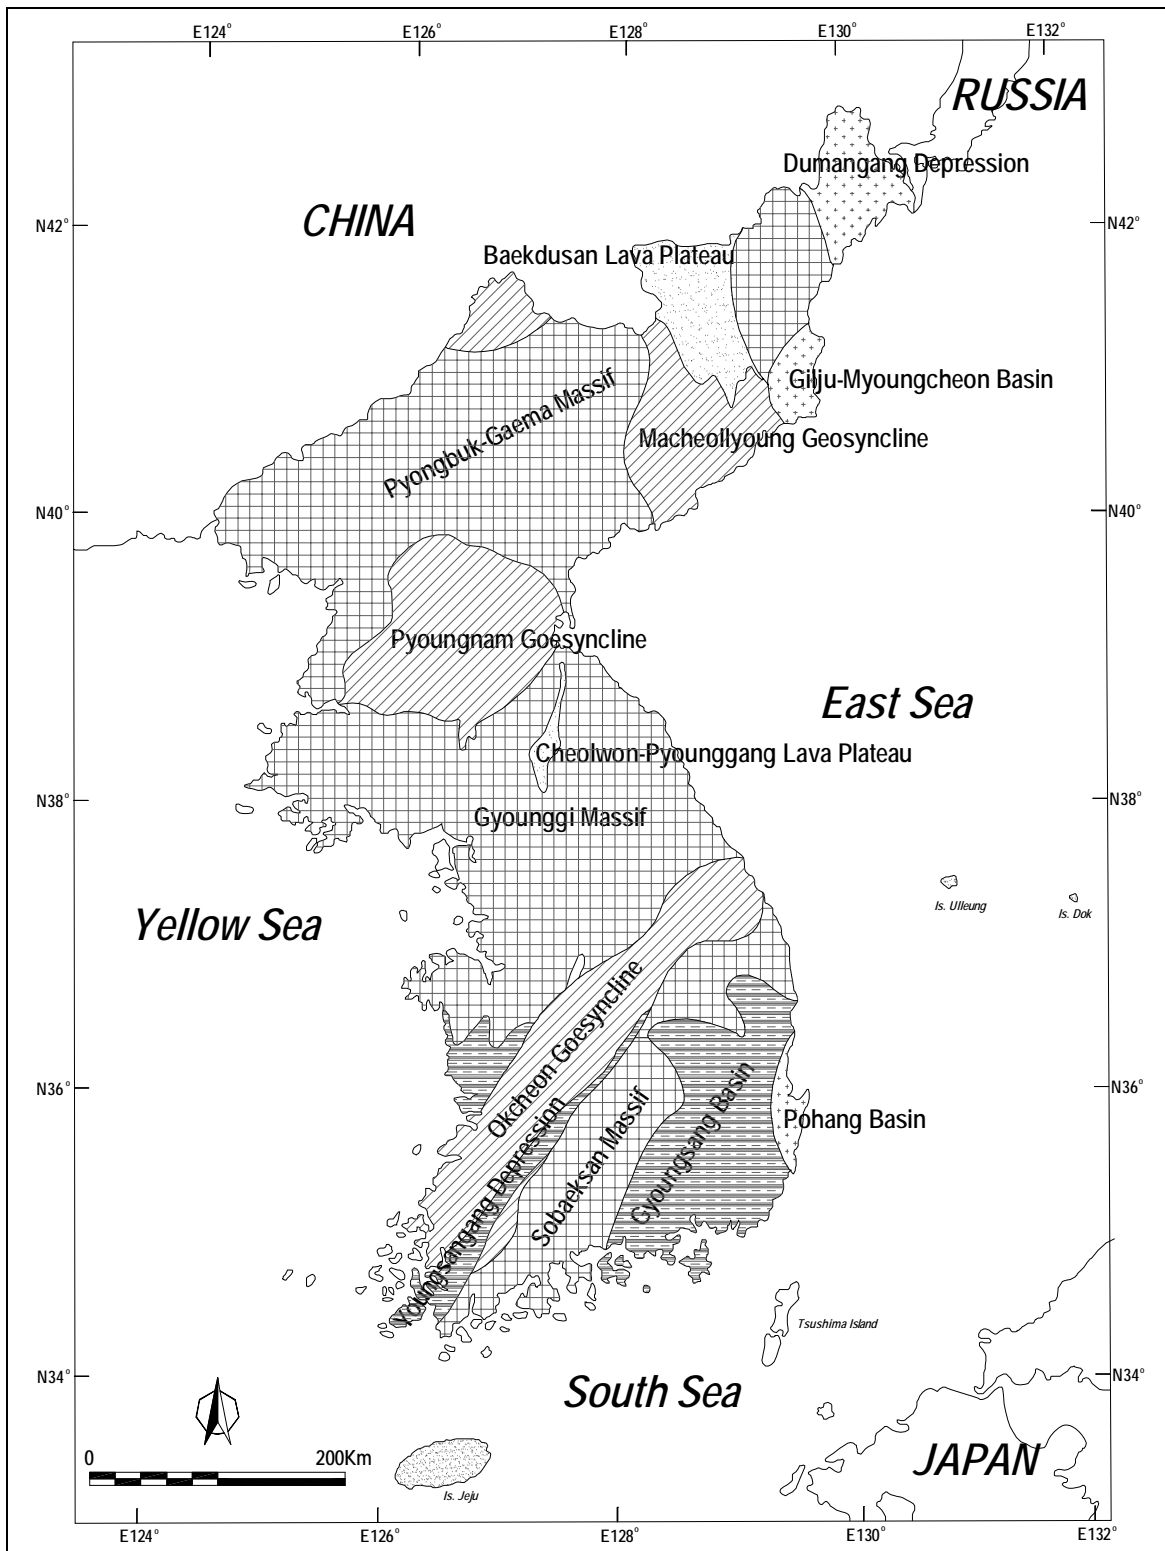 E124° E126° E128° E130° E132°
RUSSIA
Dumangang Depression
CHINA
N42° N42°
Baekdusan Lava Plateau
Gilju-Myoungcheon Basin
Pyongbuk-Gaema Massif
Macheollyoung Geosyncline
N40° N40°
Pyoungnam Goesyncline
East Sea
Cheolwon-Pyounggang Lava Plateau
N38° N38°
Gyounggi Massif
Is. Ulleung
Is. Dok
Yellow Sea
Okcheon Goesyncline
N36° N36°
Pohang Basin
Youngsangang Depression
Sobaeksan Massif
Gyoungsang Basin
Tsushima Island
N34° N34°
South Sea
0 200Km
JAPAN
Is. Jeju
E124° E126° E128° E130° E132°